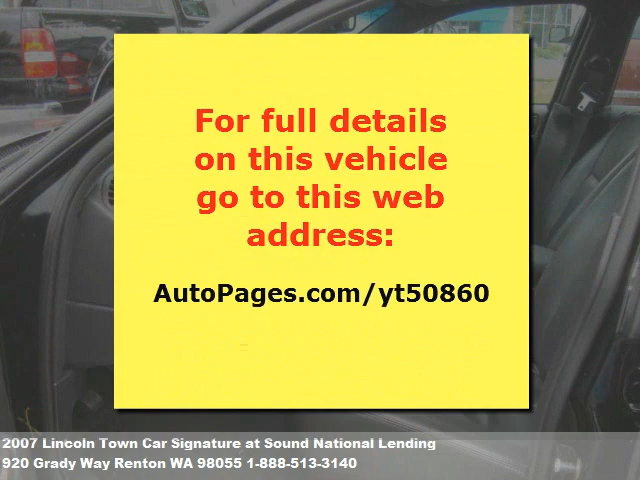 For full details
on this vehicle
go to this web
address:
AutoPages.com/yt50860
2007 Lincoln Town Car Signature at Sound National Lending
920 Grady Way Renton WA 98055 1-888-513-3140